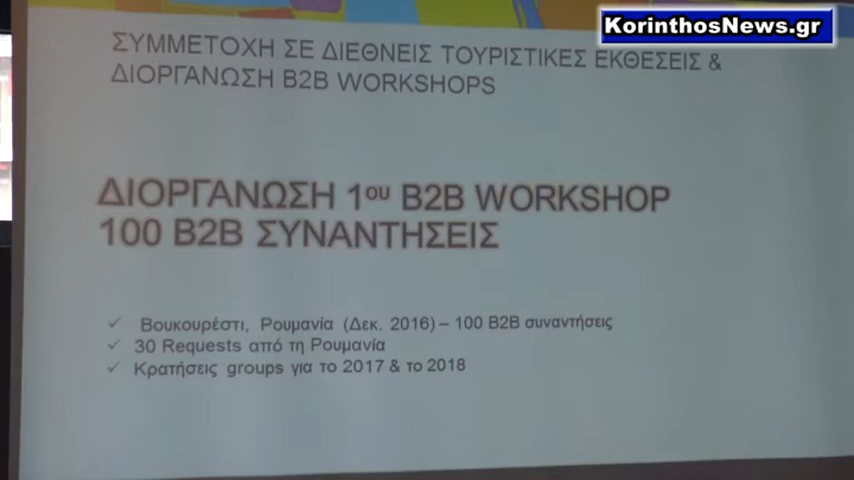 KorinthosNews.gr
ΣΥΜΜΕΤΟΧΗ ΣΕ ΔΙΕΘΝΕΙΣ ΤΟΥΡΙΣΤΙΚΕΣ ΕΚΘΕΣΕΙΣ &
ΔΙΟΡΓΑΝΩΣΗ B2B WORKSHOPS
ΔΙΟΡΓΑΝΩΣΗ 1ου B2B WORKSHOP
100 B2B ΣΥΝΑΝΤΗΣΕΙΣ
✓ Βουκουρέστι, Ρουμανία (Δεκ. 2016) – 100 B2B συναντήσεις
✓ 30 Requests από τη Ρουμανία
✓ Κρατήσεις groups για το 2017 & το 2018